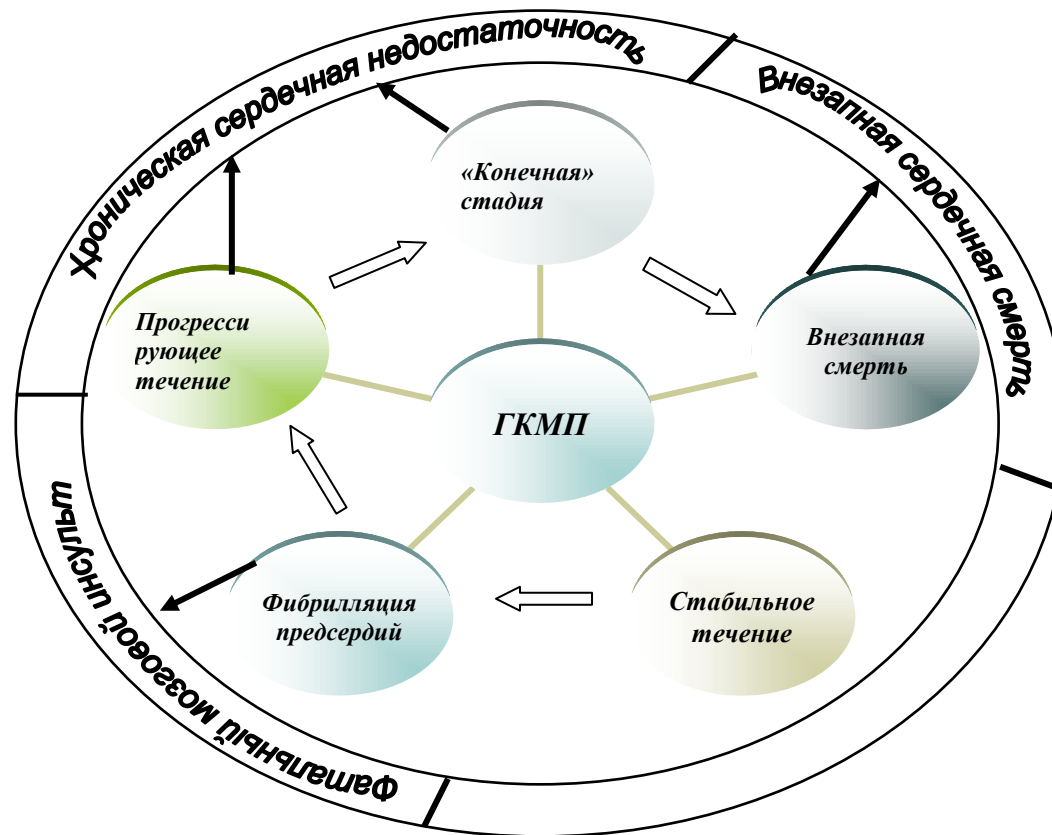 Хроническая сердечная недостаточность
Внезапная сердечная смерть
«Конечная»
стадия
Прогресси
рующее
течение
Внезапная
смерть
ГКМП
Фибрилляция
предсердий
Стабильное
течение
Фатальный мозговой инсульт